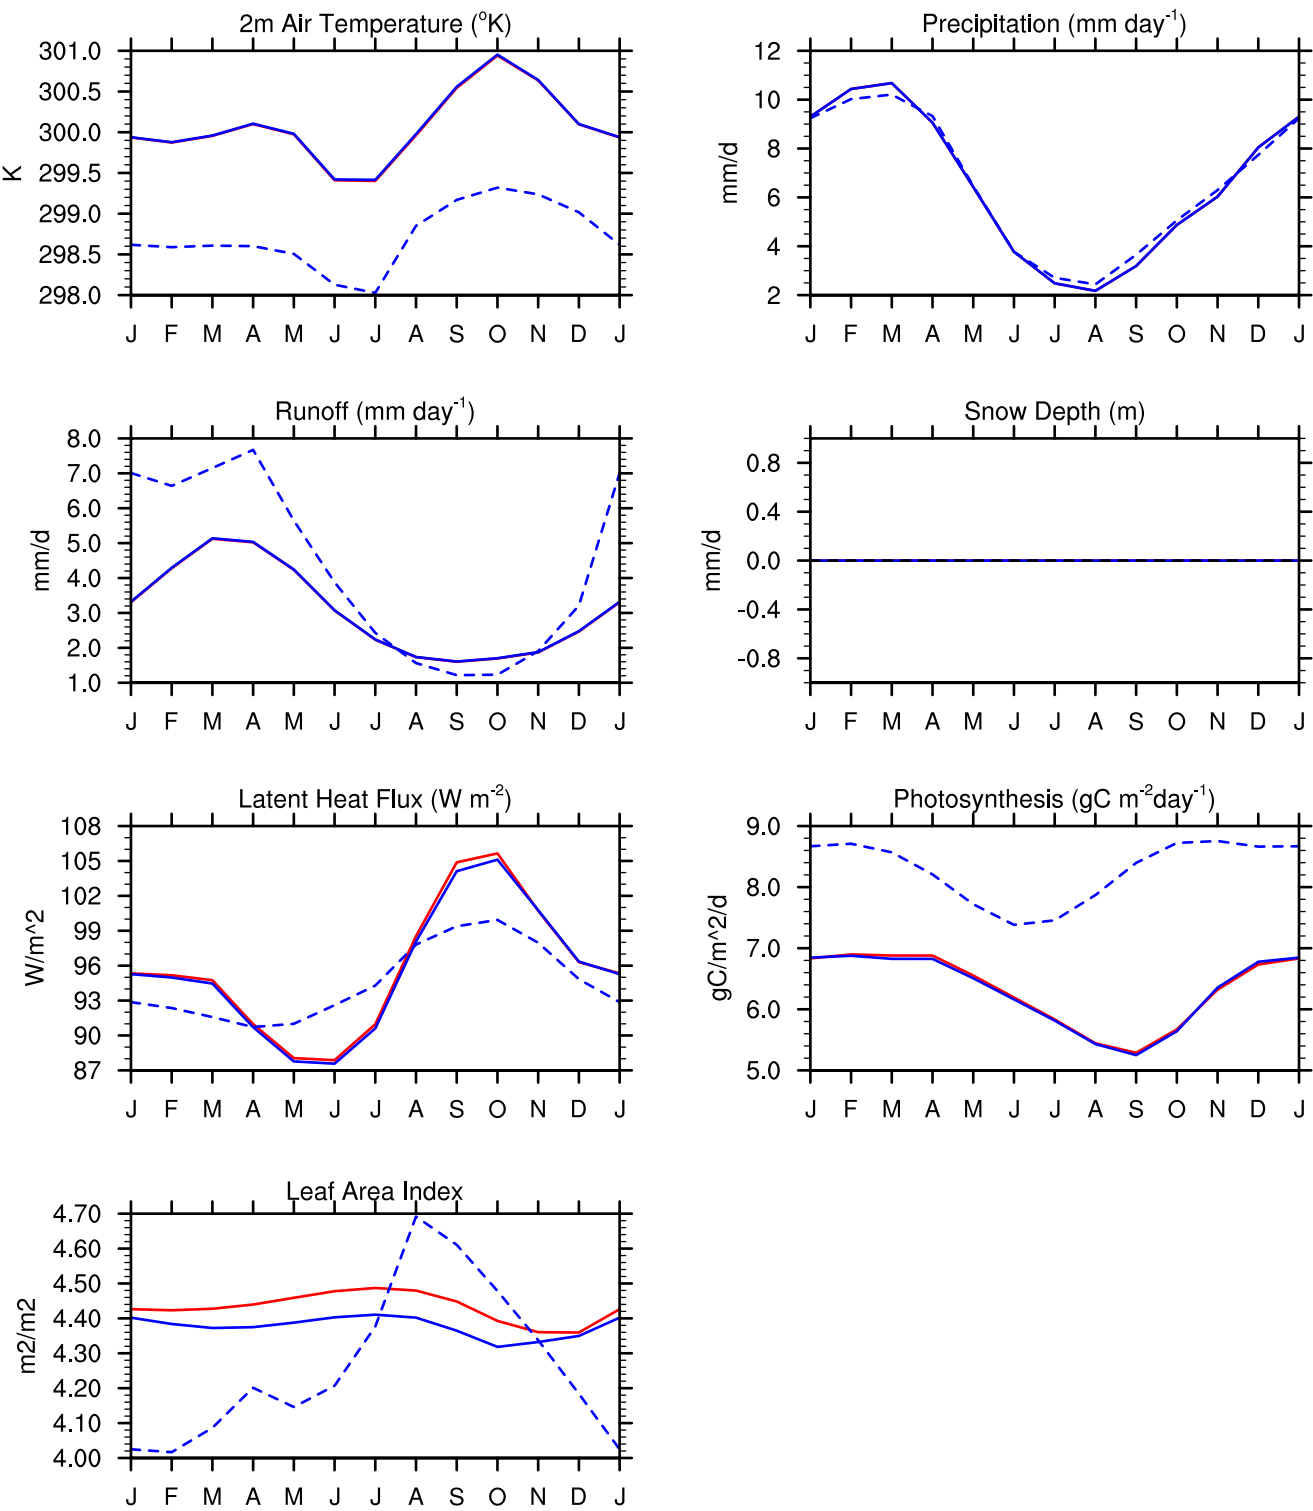 2m Air Temperature (°K)
301.0
300.5
300.0
299.5
299.0
298.5
298.0
K
J F M A M J J A S O N D J
Precipitation (mm day⁻¹)
12
10
8
6
4
2
mm/d
J F M A M J J A S O N D J
Runoff (mm day⁻¹)
8.0
7.0
6.0
5.0
4.0
3.0
2.0
1.0
mm/d
J F M A M J J A S O N D J
Snow Depth (m)
0.8
0.4
0.0
-0.4
-0.8
mm/d
J F M A M J J A S O N D J
Latent Heat Flux (W m⁻²)
108
105
102
99
96
93
90
87
W/m^2
J F M A M J J A S O N D J
Photosynthesis (gC m⁻²day⁻¹)
9.0
8.0
7.0
6.0
5.0
gC/m^2/d
J F M A M J J A S O N D J
Leaf Area Index
4.70
4.60
4.50
4.40
4.30
4.20
4.10
4.00
m2/m2
J F M A M J J A S O N D J